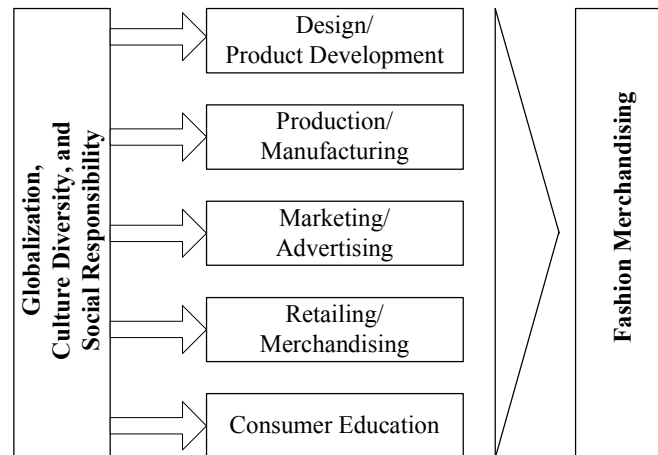 Globalization,
Culture Diversity, and
Social Responsibility
Design/
Product Development
Production/
Manufacturing
Marketing/
Advertising
Retailing/
Merchandising
Consumer Education
Fashion Merchandising